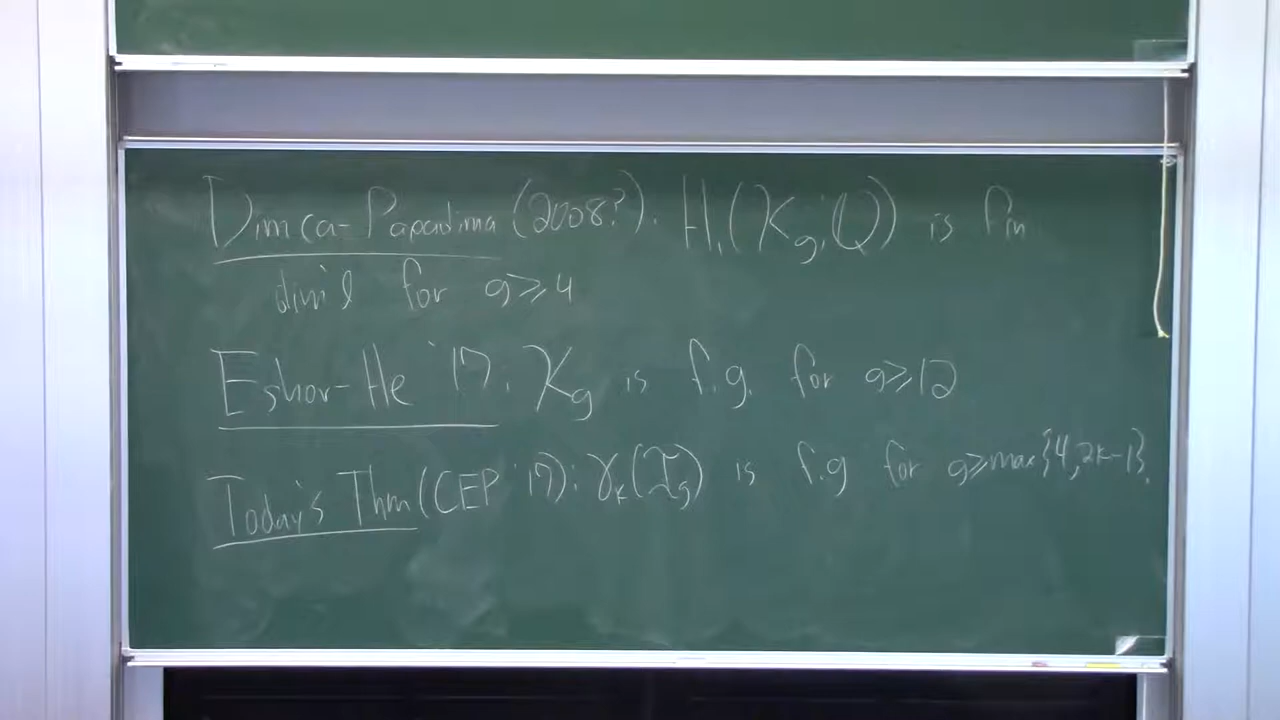 Dimca-Papadima (2008?): H₁(K_g;Q) is fin
dim'l for g≥4
Ershov-He '17: K_g is f.g. for g≥12
Today's Thm (CEP '17): γ_k(I_g) is f.g for g≥max{4,2k-1}.